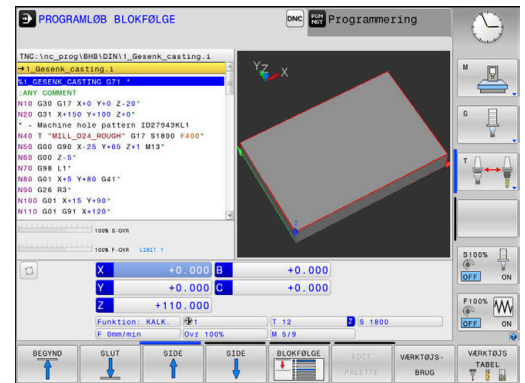 PROGRAMLØB BLOKFØLGE
DNC
PGM MGT
Programmering
TNC:\nc_prog\BHB\DIN\1_Gesenk_casting.i
→1_Gesenk_casting.i
%1_GESENK_CASTING G71 *
;ANY COMMENT
N10 G30 G17 X+0 Y+0 Z-20*
N20 G31 X+150 Y+100 Z+0*
* - Machine hole pattern ID27943KL1
N40 T "MILL_D24_ROUGH" G17 S1800 F400*
N50 G00 G90 X-25 Y+65 Z+1 M13*
N60 G00 Z-5*
N70 G98 L1*
N80 G01 X+5 Y+80 G41*
N90 G26 R3*
N100 G01 X+15 Y+90*
N110 G01 G91 X+120*
Y Z X
Z
100% S-OVR
100% F-OVR LIMIT 1
X +0.000 B +0.000
Y +0.000 C +0.000
Z +110.000
Funktion: KALK. 1 T 12 Z S 1800
F 0mm/min Ovr 100% M 5/9
M
S
T
S100%
OFF ON
F100%
OFF ON
BEGYND
SLUT
SIDE
SIDE
BLOKFØLGE
EDIT PALETTE
VÆRKTØJS-BRUG
VÆRKTØJS TABEL